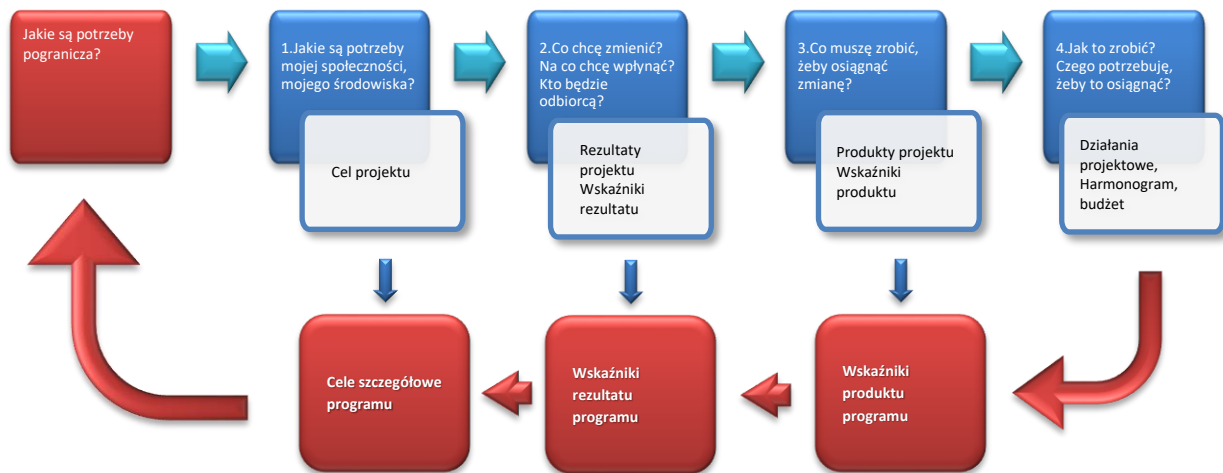 Jakie są potrzeby
pogranicza?
1.Jakie są potrzeby
mojej społeczności,
mojego środowiska?
Cel projektu
2.Co chcę zmienić?
Na co chcę wpłynąć?
Kto będzie
odbiorcą?
Rezultaty
projektu
Wskaźniki
rezultatu
3.Co muszę zrobić,
żeby osiągnąć
zmianę?
Produkty projektu
Wskaźniki
produktu
4.Jak to zrobić?
Czego potrzebuję,
żeby to osiągnąć?
Działania
projektowe,
Harmonogram,
budżet
Cele szczegółowe
programu
Wskaźniki
rezultatu
programu
Wskaźniki
produktu
programu